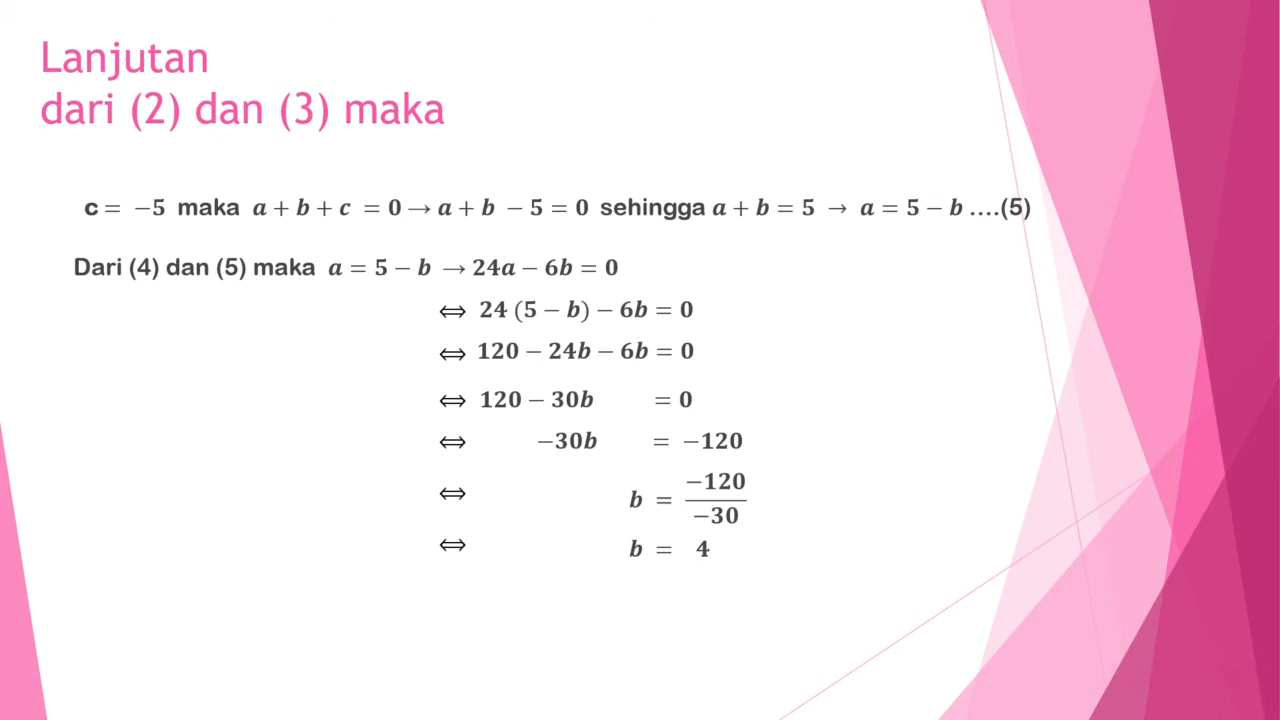 Lanjutan
dari (2) dan (3) maka
c = −5 maka a + b + c = 0 → a + b − 5 = 0 sehingga a + b = 5 → a = 5 − b ....(5)
Dari (4) dan (5) maka a = 5 − b → 24a − 6b = 0
⇔ 24 (5 − b) − 6b = 0
⇔ 120 − 24b − 6b = 0
⇔ 120 − 30b = 0
⇔ −30b = −120
⇔ b = −120/−30
⇔ b = 4